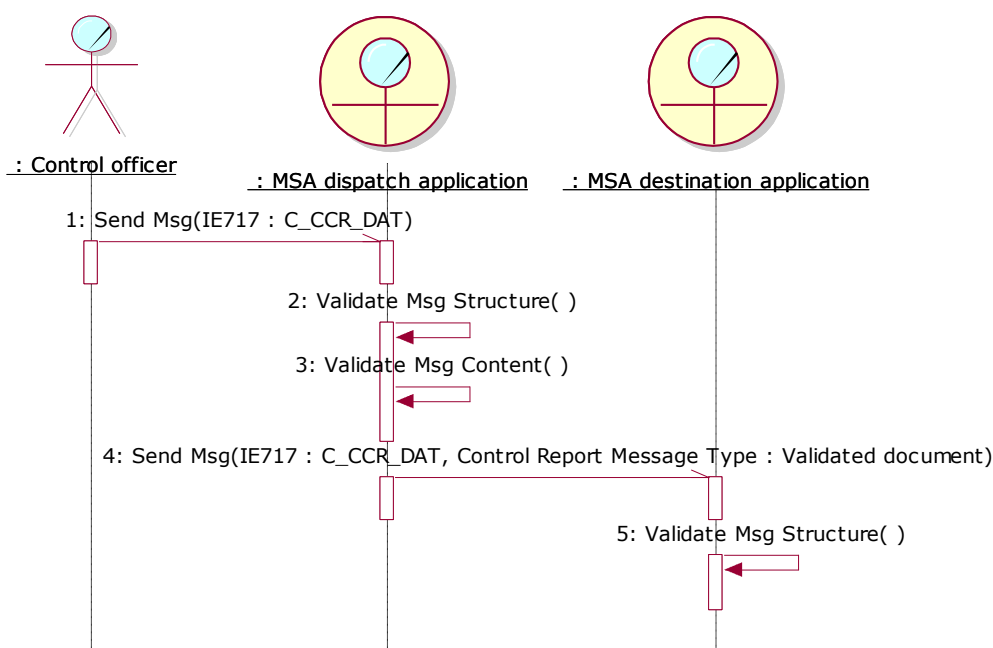 : Control officer
: MSA dispatch application
: MSA destination application
1: Send Msg(IE717 : C_CCR_DAT)
2: Validate Msg Structure( )
3: Validate Msg Content( )
4: Send Msg(IE717 : C_CCR_DAT, Control Report Message Type : Validated document)
5: Validate Msg Structure( )